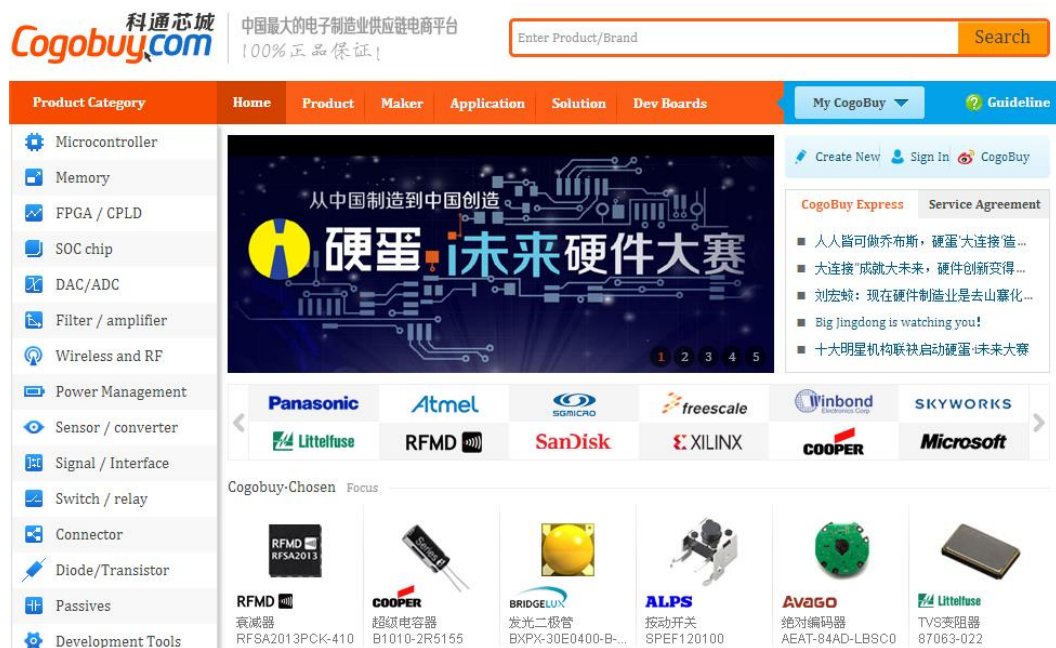 科通芯城
Cogobuy.com
中国最大的电子制造业供应链电商平台
100%正品保证!
Enter Product/Brand
Search
Product Category
Home
Product
Maker
Application
Solution
Dev Boards
My CogoBuy
Guideline
Microcontroller
Memory
FPGA / CPLD
SOC chip
DAC/ADC
Filter / amplifier
Wireless and RF
Power Management
Sensor / converter
Signal / Interface
Switch / relay
Connector
Diode/Transistor
Passives
Development Tools
从中国制造到中国创造
硬蛋·i未来硬件大赛
1 2 3 4 5
Create New
Sign In
CogoBuy
CogoBuy Express
Service Agreement
人人皆可做乔布斯，硬蛋'大连接'造...
大连接"成就大未来，硬件创新变得...
刘宏蛟：现在硬件制造业是去山寨化...
Big Jingdong is watching you!
十大明星机构联袂启动硬蛋·i未来大赛
Panasonic
Atmel
SGMICRO
freescale
Winbond
Electronics Corp
SKYWORKS
Littelfuse
RFMD
SanDisk
XILINX
COOPER
Microsoft
Cogobuy·Chosen Focus
RFMD
RFSA2013
Series
RFMD
衰减器
RFSA2013PCK-410
COOPER
超级电容器
B1010-2R5155
BRIDGELUX
发光二极管
BXPX-30E0400-B-...
ALPS
按动开关
SPEF120100
AVAGO
绝对编码器
AEAT-84AD-LBSC0
Littelfuse
TVS变阻器
87063-022